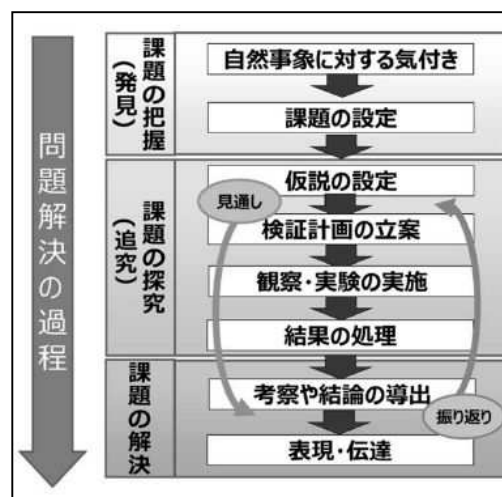 問題解決の過程
課題の把握
(発見)
自然事象に対する気付き
課題の設定
課題の探究
(追究)
仮説の設定
見通し
検証計画の立案
観察・実験の実施
結果の処理
課題の解決
考察や結論の導出
振り返り
表現・伝達